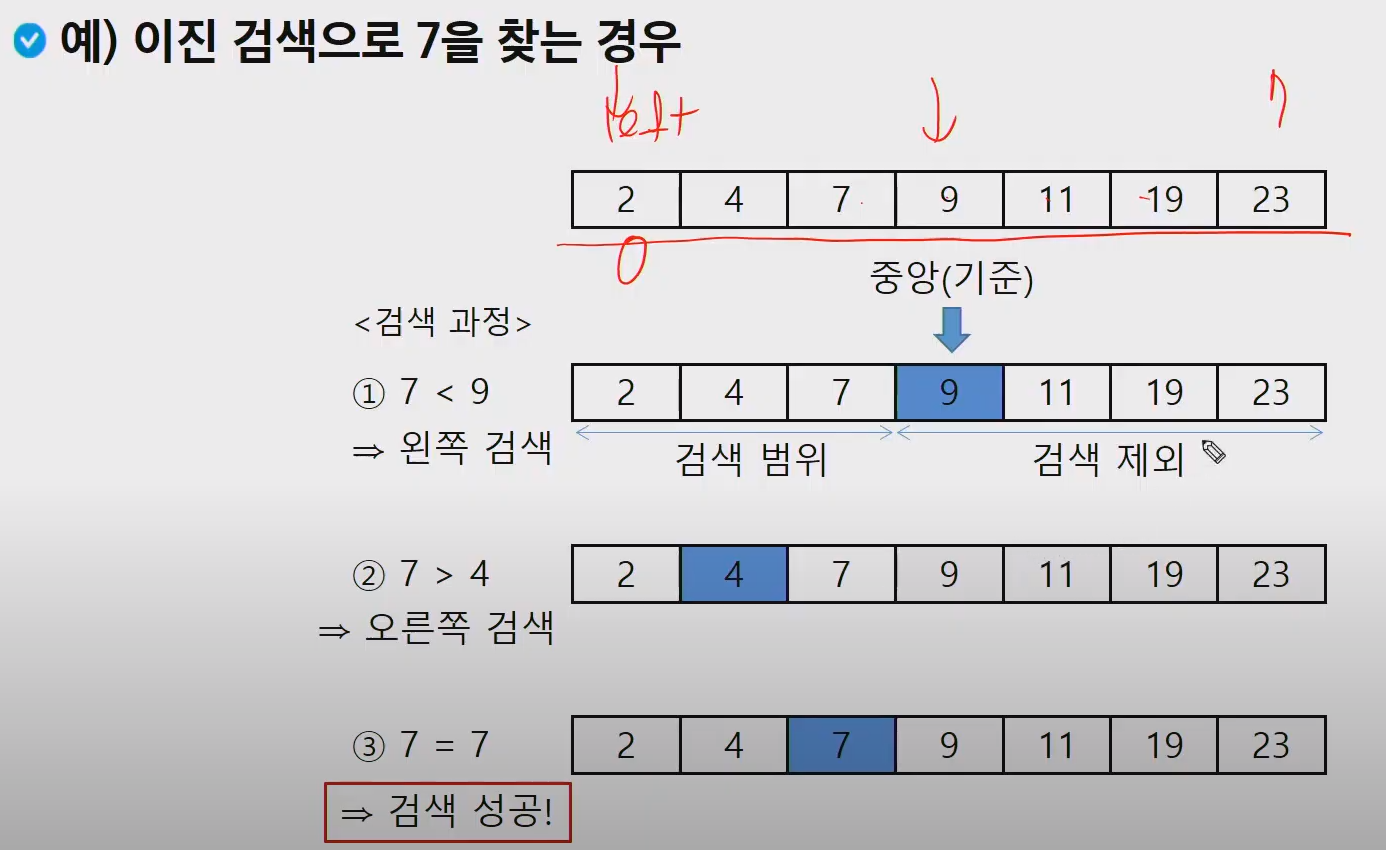 예) 이진 검색으로 7을 찾는 경우
left
2 4 7 9 11 19 23
0
중앙(기준)
<검색 과정>
① 7 < 9
2 4 7 9 11 19 23
⇒ 왼쪽 검색
검색 범위 검색 제외
② 7 > 4
2 4 7 9 11 19 23
⇒ 오른쪽 검색
③ 7 = 7
2 4 7 9 11 19 23
⇒ 검색 성공!